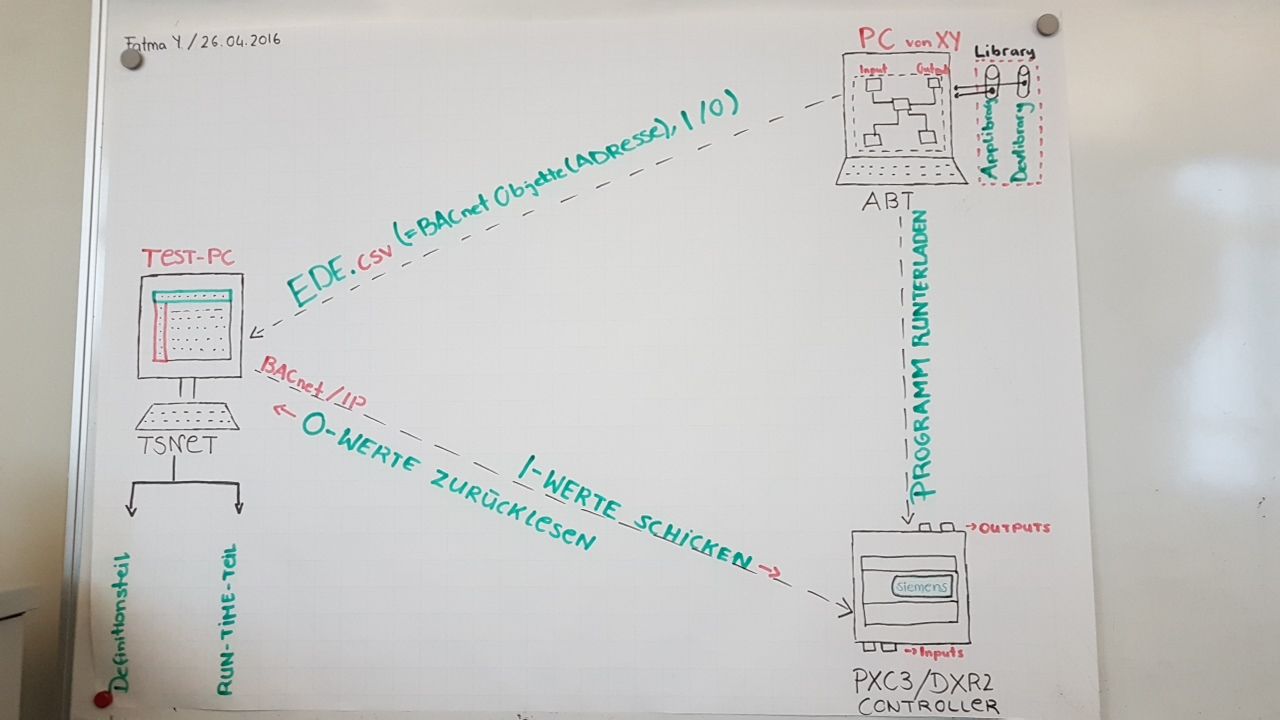 Fatma Y. / 26.04.2016
PC von XY
Library
Input
Output
Applibrary
Devlibrary
ABT
EDE.csv (=BACnet Objekte(ADResse), I/O)
TEST-PC
PROGRAMM RUNTERLADEN
BACnet/IP
← O-WERTE ZURÜCKLESEN
I-WERTE SCHICKEN →
TSNET
Definitionsteil
RUN-TIME-Teil
→OUTPUTS
siemens
→Inputs
PXC3/DXR2
CONTROLLER